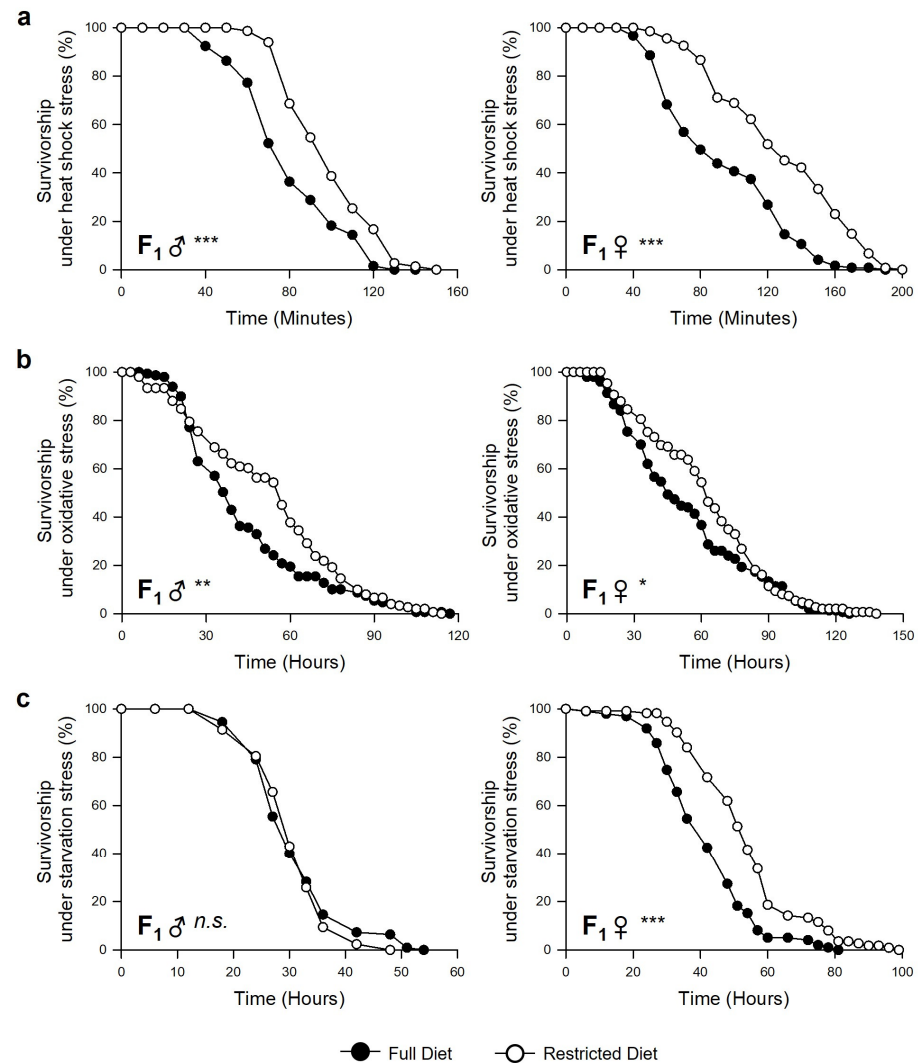 a
Survivorship
under heat shock stress (%)
100
80
60
40
20
0
0 40 80 120 160
Time (Minutes)
F1 ♂ ***
Survivorship
under heat shock stress (%)
100
80
60
40
20
0
0 40 80 120 160 200
Time (Minutes)
F1 ♀ ***
b
Survivorship
under oxidative stress (%)
100
80
60
40
20
0
0 30 60 90 120
Time (Hours)
F1 ♂ **
Survivorship
under oxidative stress (%)
100
80
60
40
20
0
0 30 60 90 120 150
Time (Hours)
F1 ♀ *
c
Survivorship
under starvation stress (%)
100
80
60
40
20
0
0 10 20 30 40 50 60
Time (Hours)
F1 ♂ n.s.
Survivorship
under starvation stress (%)
100
80
60
40
20
0
0 20 40 60 80 100
Time (Hours)
F1 ♀ ***
Full Diet
Restricted Diet